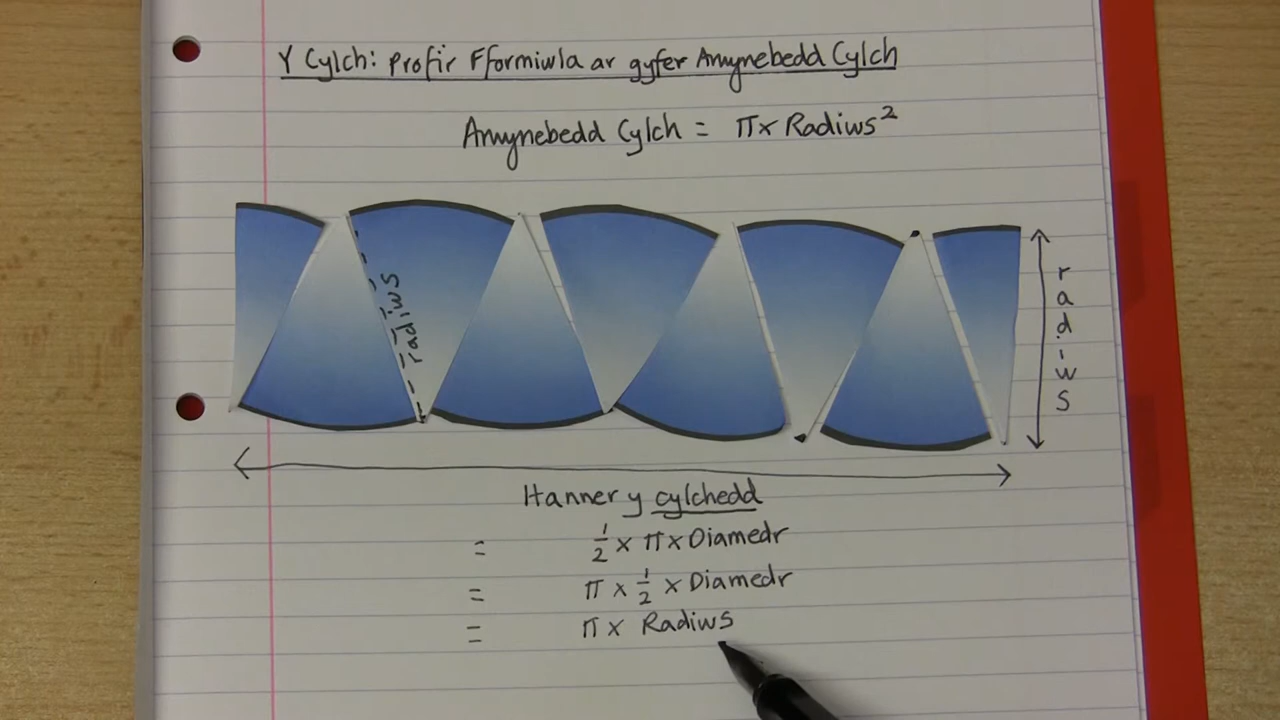 Y Cylch: profir Fformiwla ar gyfer Arwynebedd Cylch
Arwynebedd Cylch = π x Radiws²
radiws
radiws
Hanner y cylchedd
= ½ x π x Diamedr
= π x ½ x Diamedr
= π x Radiws